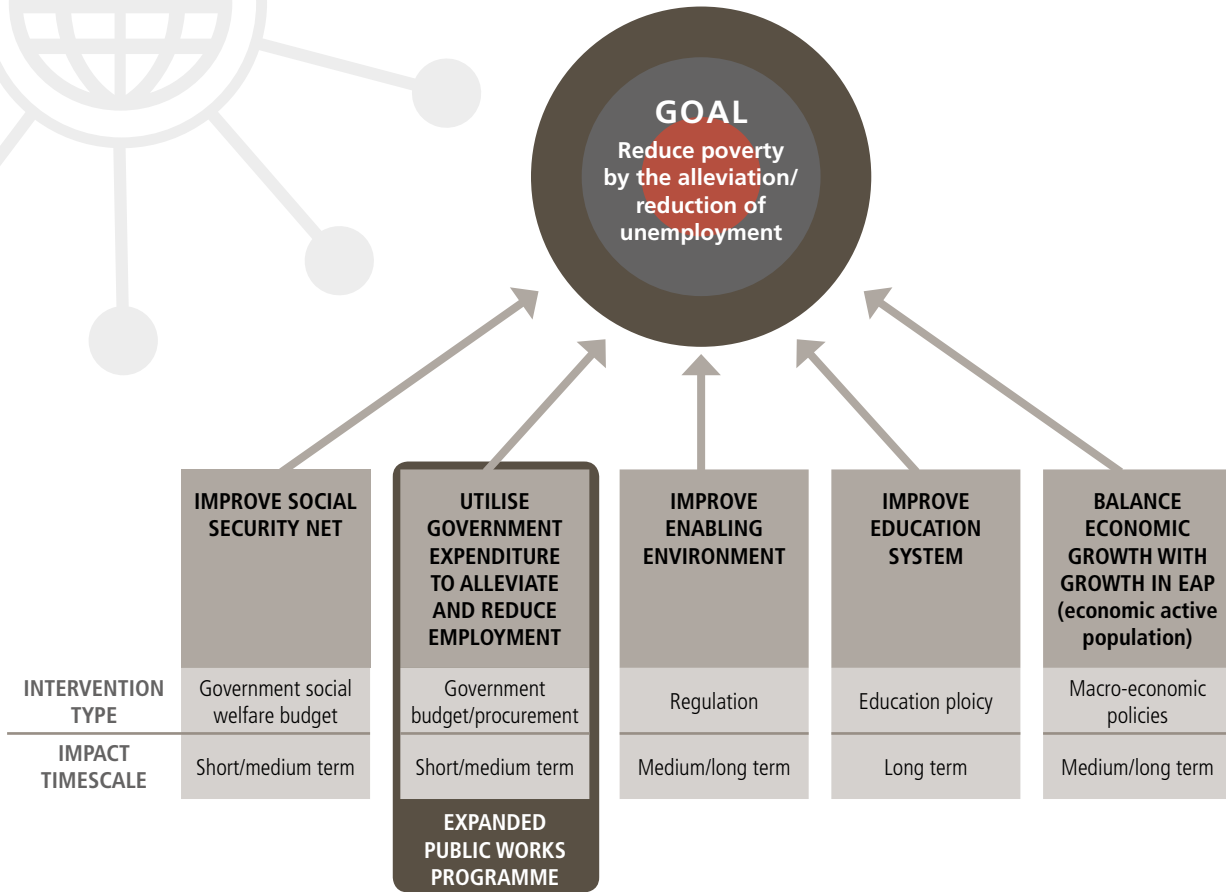 GOAL
Reduce poverty
by the alleviation/
reduction of
unemployment
IMPROVE SOCIAL
SECURITY NET
UTILISE
GOVERNMENT
EXPENDITURE
TO ALLEVIATE
AND REDUCE
EMPLOYMENT
IMPROVE
ENABLING
ENVIRONMENT
IMPROVE
EDUCATION
SYSTEM
BALANCE
ECONOMIC
GROWTH WITH
GROWTH IN EAP
(economic active
population)
INTERVENTION
TYPE
Government social
welfare budget
Government
budget/procurement
Regulation
Education ploicy
Macro-economic
policies
IMPACT
TIMESCALE
Short/medium term
Short/medium term
Medium/long term
Long term
Medium/long term
EXPANDED
PUBLIC WORKS
PROGRAMME